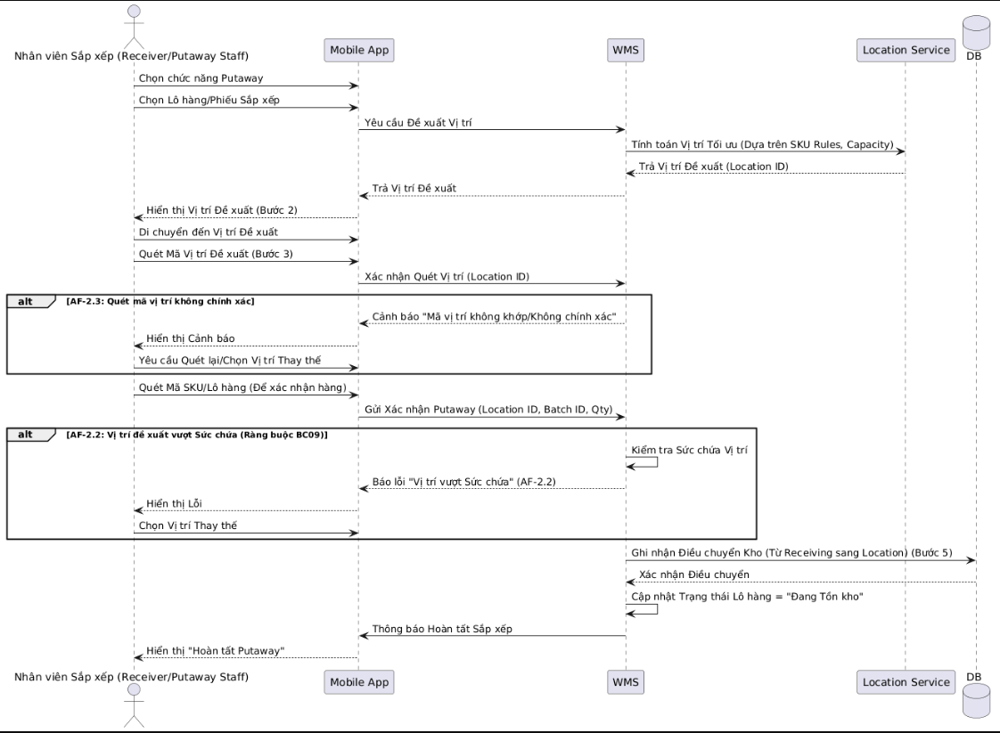 Nhân viên Sắp xếp (Receiver/Putaway Staff)
Mobile App
WMS
Location Service
DB
Chọn chức năng Putaway
Chọn Lô hàng/Phiếu Sắp xếp
Yêu cầu Đề xuất Vị trí
Tính toán Vị trí Tối ưu (Dựa trên SKU Rules, Capacity)
Trả Vị trí Đề xuất (Location ID)
Trả Vị trí Đề xuất
Hiển thị Vị trí Đề xuất (Bước 2)
Di chuyển đến Vị trí Đề xuất
Quét Mã Vị trí Đề xuất (Bước 3)
Xác nhận Quét Vị trí (Location ID)
alt [AF-2.3: Quét mã vị trí không chính xác]
Cảnh báo "Mã vị trí không khớp/Không chính xác"
Hiển thị Cảnh báo
Yêu cầu Quét lại/Chọn Vị trí Thay thế
Quét Mã SKU/Lô hàng (Để xác nhận hàng)
Gửi Xác nhận Putaway (Location ID, Batch ID, Qty)
alt [AF-2.2: Vị trí đề xuất vượt Sức chứa (Ràng buộc BC09)]
Kiểm tra Sức chứa Vị trí
Báo lỗi "Vị trí vượt Sức chứa" (AF-2.2)
Hiển thị Lỗi
Chọn Vị trí Thay thế
Ghi nhận Điều chuyển Kho (Từ Receiving sang Location) (Bước 5)
Xác nhận Điều chuyển
Cập nhật Trạng thái Lô hàng = "Đang Tồn kho"
Thông báo Hoàn tất Sắp xếp
Hiển thị "Hoàn tất Putaway"
Nhân viên Sắp xếp (Receiver/Putaway Staff)
Mobile App
WMS
Location Service
DB